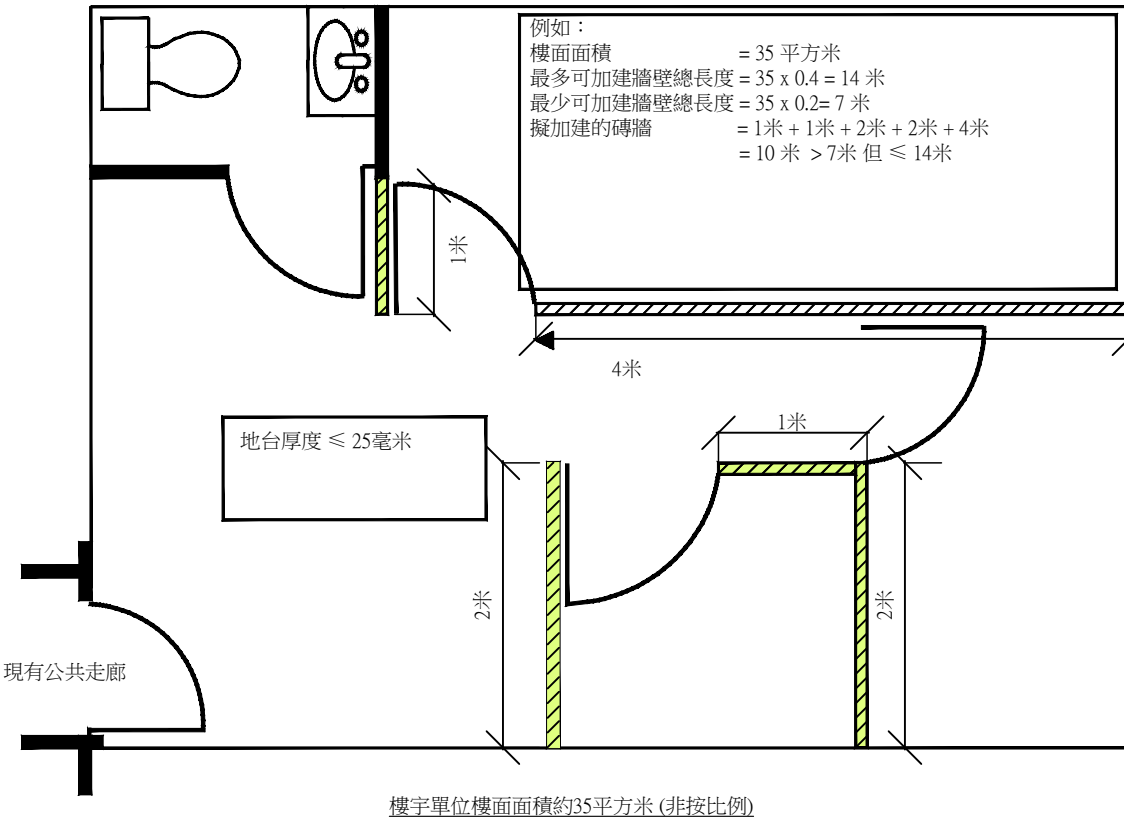 例如：
樓面面積 = 35 平方米
最多可加建牆壁總長度 = 35 x 0.4 = 14 米
最少可加建牆壁總長度 = 35 x 0.2= 7 米
擬加建的磚牆 = 1米 + 1米 + 2米 + 2米 + 4米
= 10 米 >7米 但 ≤ 14米
1米
4米
1米
地台厚度 ≤ 25毫米
2米
2米
現有公共走廊
樓宇單位樓面面積約35平方米 (非按比例)